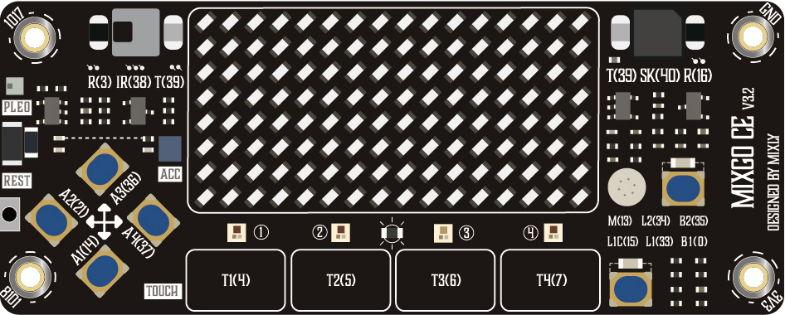 IO17
GND
R(3) IR(38) T(39)
T(39) SK(40) R(16)
PLED
REST
ACC
A2(21)
A3(36)
A1(14)
A4(37)
TOUCH
① ② ③ ④
T1(4)
T2(5)
T3(6)
T4(7)
M(13) L2(34) B2(35)
L1C(15) L1(33) B1(0)
MIXGO CE V3.2
DESIGNED BY MIXLY
IO18
3V3